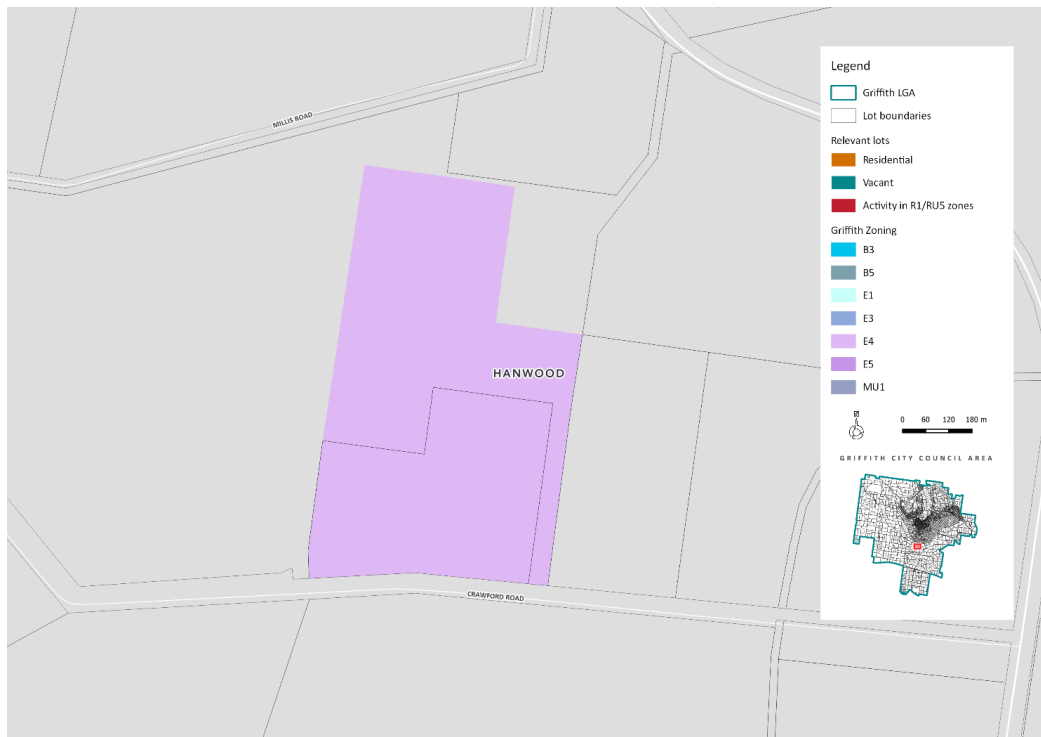 MILLIS ROAD
HANWOOD
CRAWFORD ROAD
Legend
Griffith LGA
Lot boundaries
Relevant lots
Residential
Vacant
Activity in R1/RU5 zones
Griffith Zoning
B3
B5
E1
E3
E4
E5
MU1
N
0 60 120 180 m
GRIFFITH CITY COUNCIL AREA